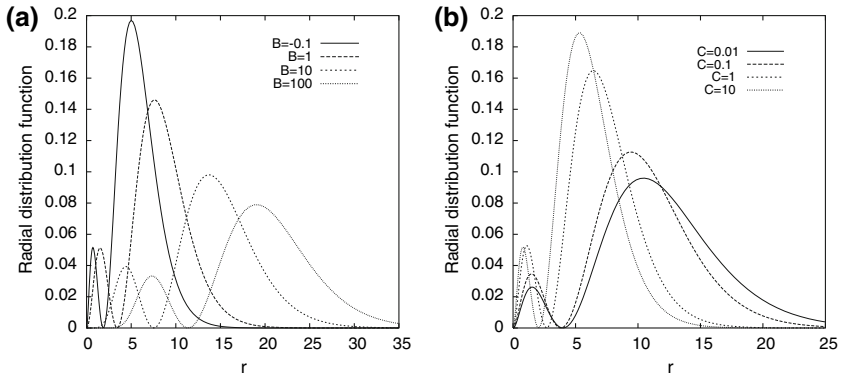 (a)
Radial distribution function
0.2
0.18
0.16
0.14
0.12
0.1
0.08
0.06
0.04
0.02
0
B=-0.1
B=1
B=10
B=100
0 5 10 15 20 25 30 35
r
(b)
Radial distribution function
0.2
0.18
0.16
0.14
0.12
0.1
0.08
0.06
0.04
0.02
0
C=0.01
C=0.1
C=1
C=10
0 5 10 15 20 25
r